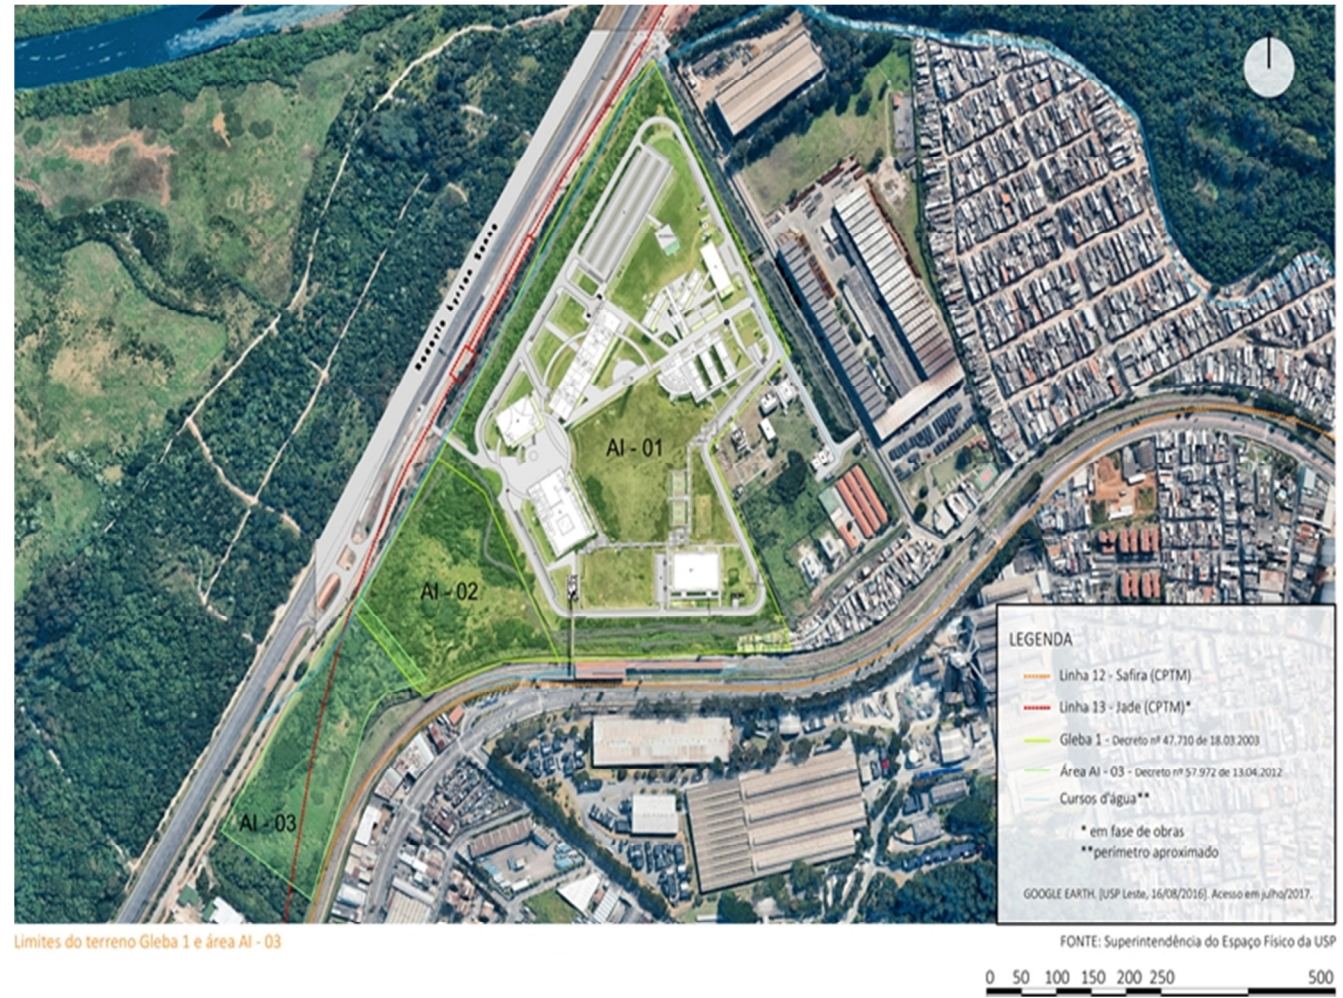 Rodovia Ayrton Senna
AI - 01
AI - 02
AI - 03
LEGENDA
Linha 12 - Safira (CPTM)
Linha 13 - Jade (CPTM)*
Gleba 1 - Decreto nº 47.710 de 18.03.2003
Área AI - 03 - Decreto nº 57.972 de 13.04.2012
Cursos d'água**
* em fase de obras
**perímetro aproximado
GOOGLE EARTH. [USP Leste, 16/08/2016]. Acesso em julho/2017.
Limites do terreno Gleba 1 e área AI - 03
FONTE: Superintendência do Espaço Físico da USP
0 50 100 150 200 250 500